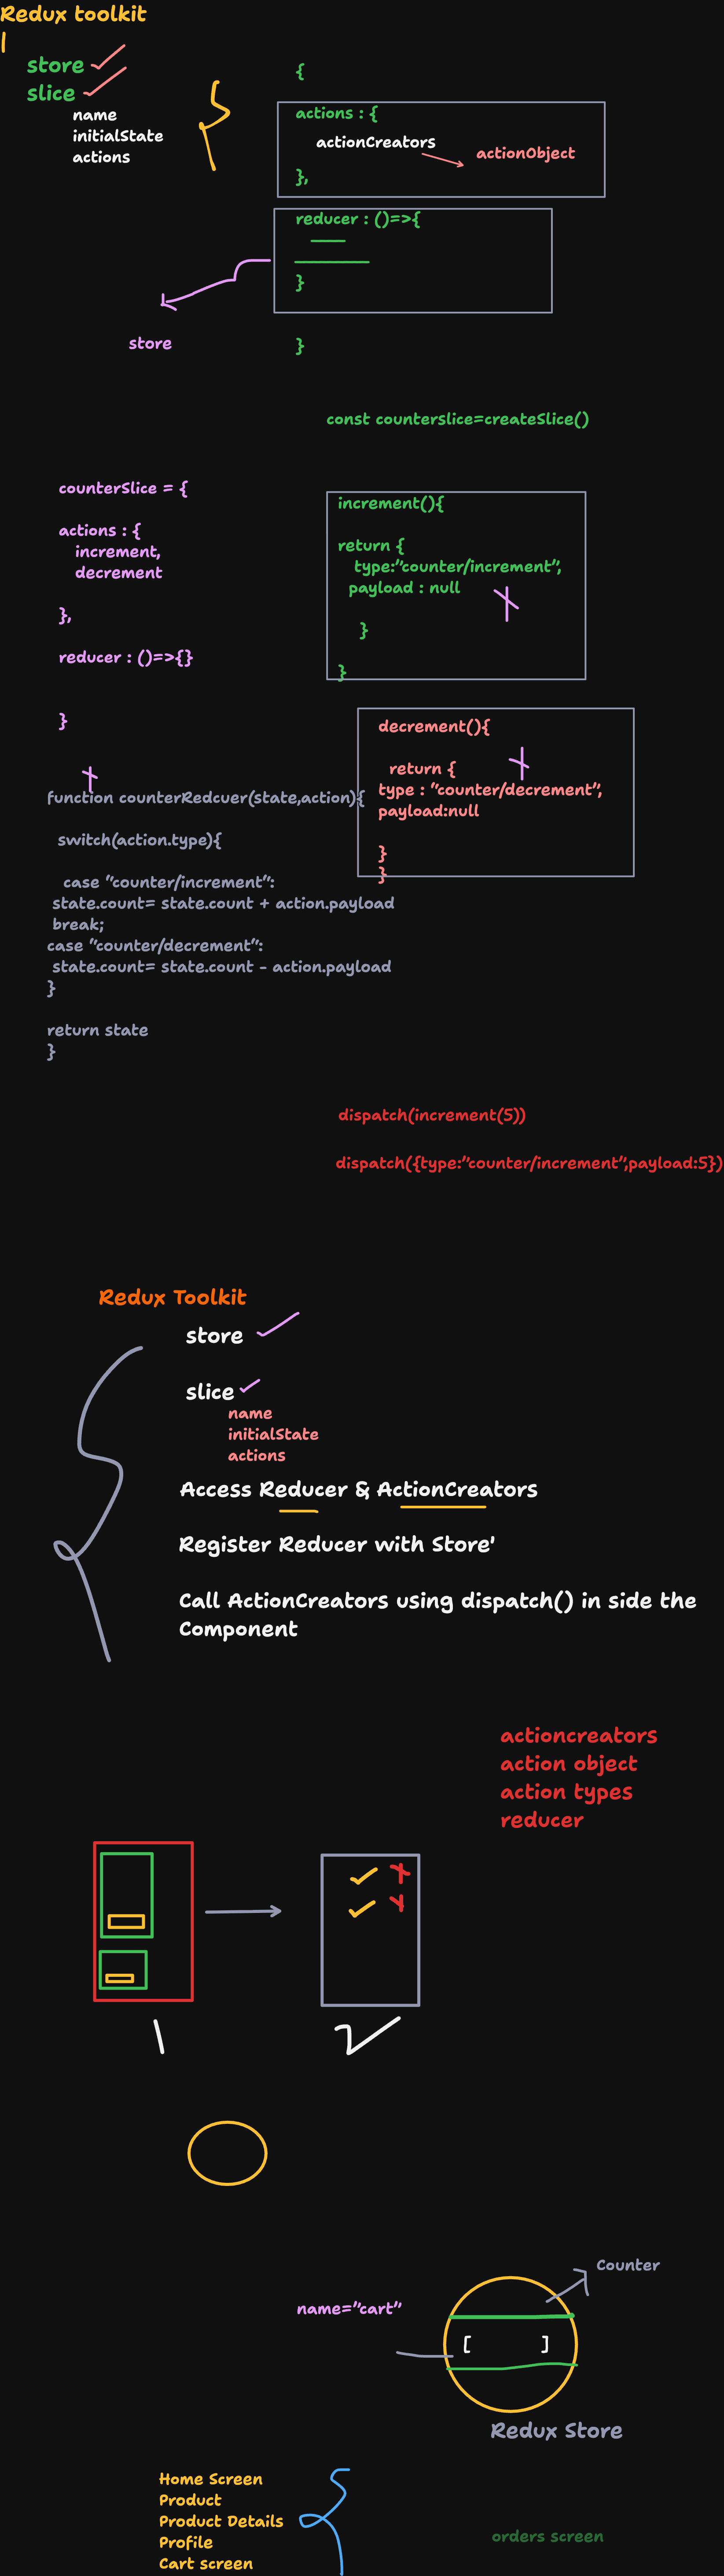 Redux toolkit
store
slice
name
initialState
actions
{
actions : {
actionCreators
actionObject
},
reducer : ()=>{
}
store
}
const counterslice=createSlice()
counterSlice = {
actions : {
increment,
decrement
},
reducer : ()=>{}
}
increment(){
return {
type:"counter/increment",
payload : null
}
}
decrement(){
return {
type : "counter/decrement",
payload:null
}
}
function counterRedcuer(state,action){
switch(action.type){
case "counter/increment":
state.count= state.count + action.payload
break;
case "counter/decrement":
state.count= state.count - action.payload
}
return state
}
dispatch(increment(5))
dispatch({type:"counter/increment",payload:5})
Redux Toolkit
store
slice
name
initialState
actions
Access Reducer & ActionCreators
Register Reducer with Store'
Call ActionCreators using dispatch() in side the
Component
actioncreators
action object
action types
reducer
1
2
Counter
name="cart"
[ ]
Redux Store
Home Screen
Product
Product Details
Profile
Cart screen
orders screen